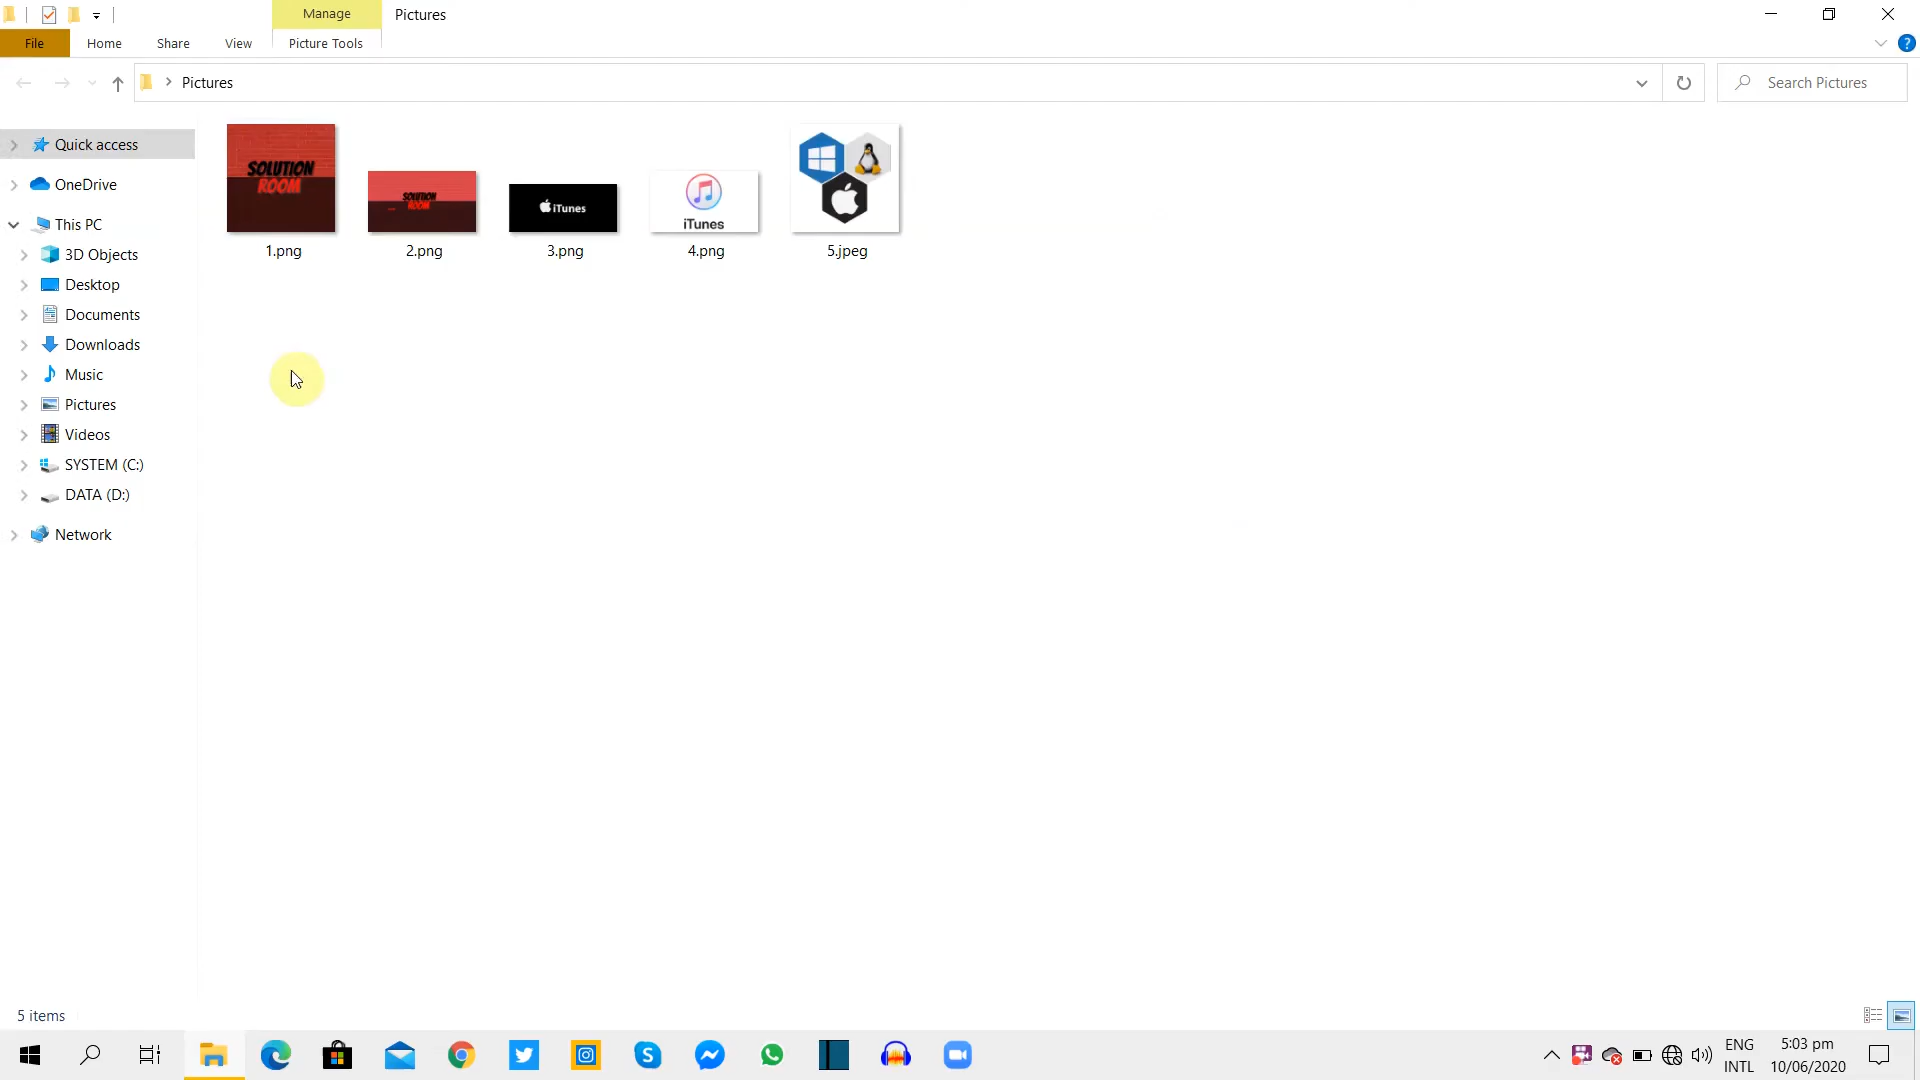 Manage
Pictures
File
Home
Share
View
Picture Tools
Pictures
Search Pictures
Quick access
OneDrive
This PC
3D Objects
Desktop
Documents
Downloads
Music
Pictures
Videos
SYSTEM (C:)
DATA (D:)
Network
SOLUTION
ROOM
SOLUTION
ROOM
iTunes
iTunes
1.png
2.png
3.png
4.png
5.jpeg
5 items
ENG
INTL
5:03 pm
10/06/2020